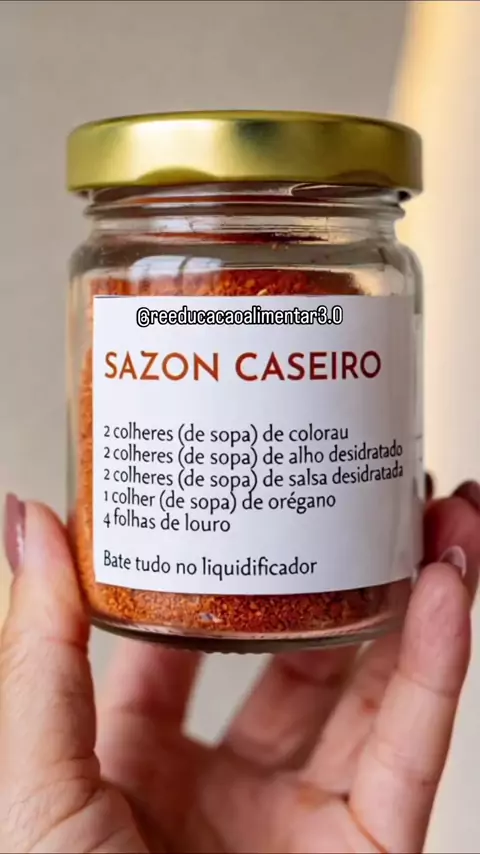 @reeducacaoalimentar3.0
SAZON CASEIRO
2 colheres (de sopa) de colorau
2 colheres (de sopa) de alho desidratado
2 colheres (de sopa) de salsa desidratada
1 colher (de sopa) de orégano
4 folhas de louro
Bate tudo no liquidificador